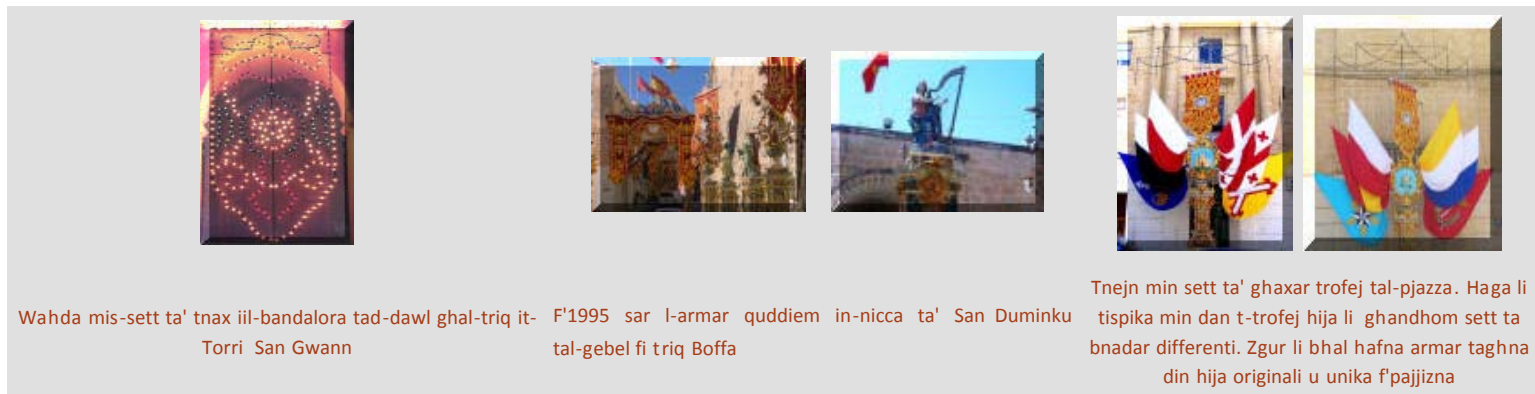 Wahda mis-sett ta' tnax iil-bandalora tad-dawl ghal-triq it-
Torri San Gwann
F'1995 sar l-armar quddiem in-nicca ta' San Duminku
tal-gebel fi triq Boffa
Tnejn min sett ta' ghaxar trofej tal-pjazza. Haga li
tispika min dan t-trofej hija li ghandhom sett ta
bnadar differenti. Zgur li bhal hafna armar taghna
din hija originali u unika f'pajjizna